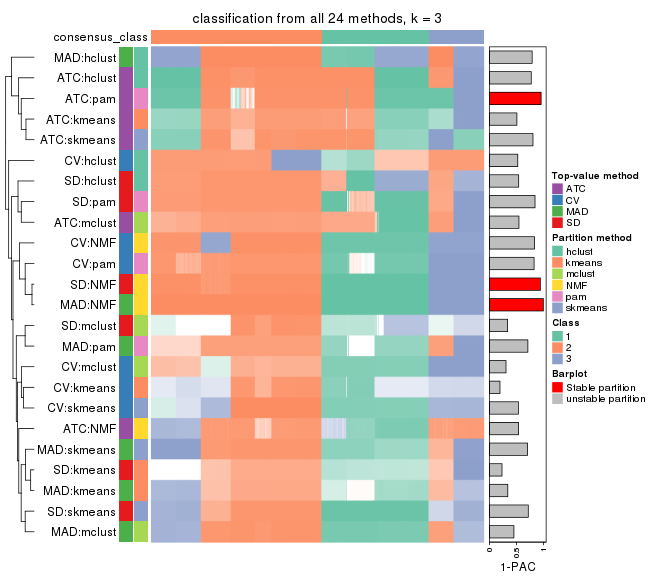 classification from all 24 methods, k = 3
consensus_class
MAD:hclust
ATC:hclust
ATC:pam
ATC:kmeans
ATC:skmeans
CV:hclust
SD:hclust
SD:pam
ATC:mclust
CV:NMF
CV:pam
SD:NMF
MAD:NMF
SD:mclust
MAD:pam
CV:mclust
CV:kmeans
CV:skmeans
ATC:NMF
MAD:skmeans
SD:kmeans
MAD:kmeans
SD:skmeans
MAD:mclust
0
0.5
1
1-PAC
Top-value method
ATC
CV
MAD
SD
Partition method
hclust
kmeans
mclust
NMF
pam
skmeans
Class
1
2
3
Barplot
Stable partition
unstable partition